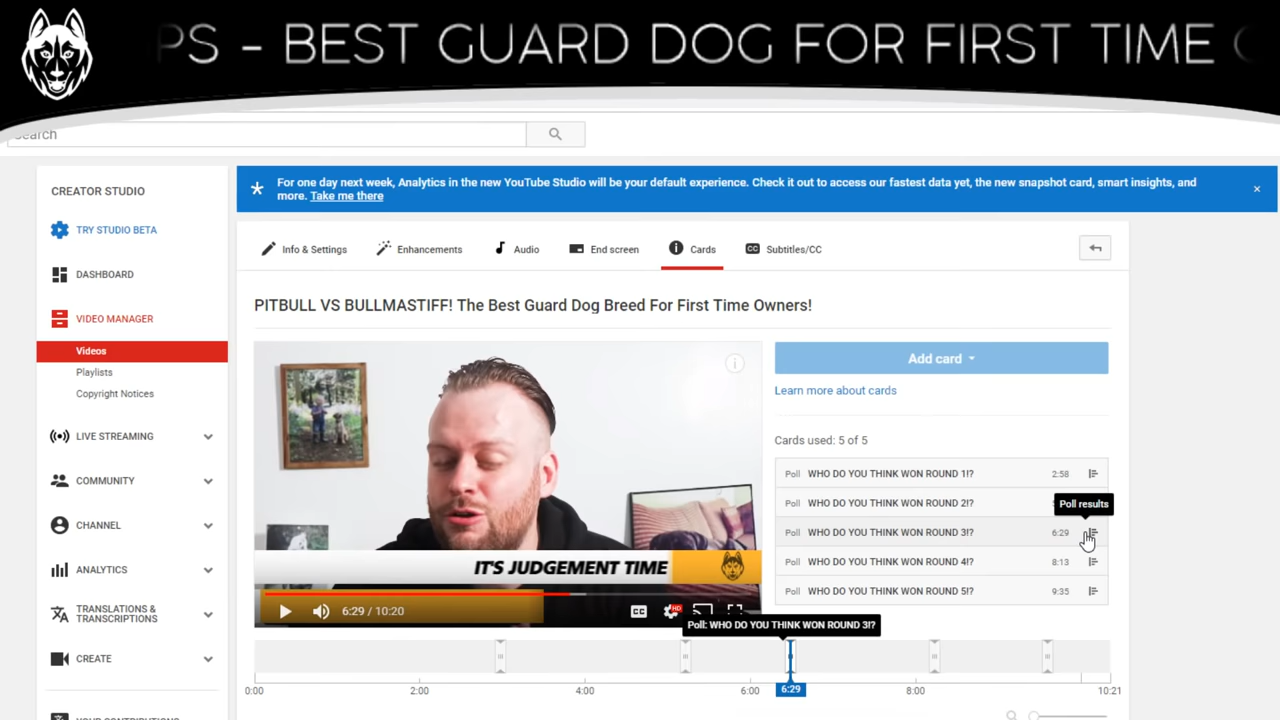 PS - BEST GUARD DOG FOR FIRST TIME
Search
CREATOR STUDIO
TRY STUDIO BETA
DASHBOARD
VIDEO MANAGER
Videos
Playlists
Copyright Notices
LIVE STREAMING
COMMUNITY
CHANNEL
ANALYTICS
TRANSLATIONS &
TRANSCRIPTIONS
CREATE
YOUR CONTRIBUTIONS
For one day next week, Analytics in the new YouTube Studio will be your default experience. Check it out to access our fastest data yet, the new snapshot card, smart insights, and
more. Take me there
×
Info & Settings
Enhancements
Audio
End screen
Cards
CC Subtitles/CC
PITBULL VS BULLMASTIFF! The Best Guard Dog Breed For First Time Owners!
IT'S JUDGEMENT TIME
6:29 / 10:20
CC
HD
Add card
Learn more about cards
Cards used: 5 of 5
Poll WHO DO YOU THINK WON ROUND 1!? 2:58
Poll WHO DO YOU THINK WON ROUND 2!?
Poll results
Poll WHO DO YOU THINK WON ROUND 3!? 6:29
Poll WHO DO YOU THINK WON ROUND 4!? 8:13
Poll WHO DO YOU THINK WON ROUND 5!? 9:35
Poll: WHO DO YOU THINK WON ROUND 3!?
0:00 2:00 4:00 6:00 6:29 8:00 10:21